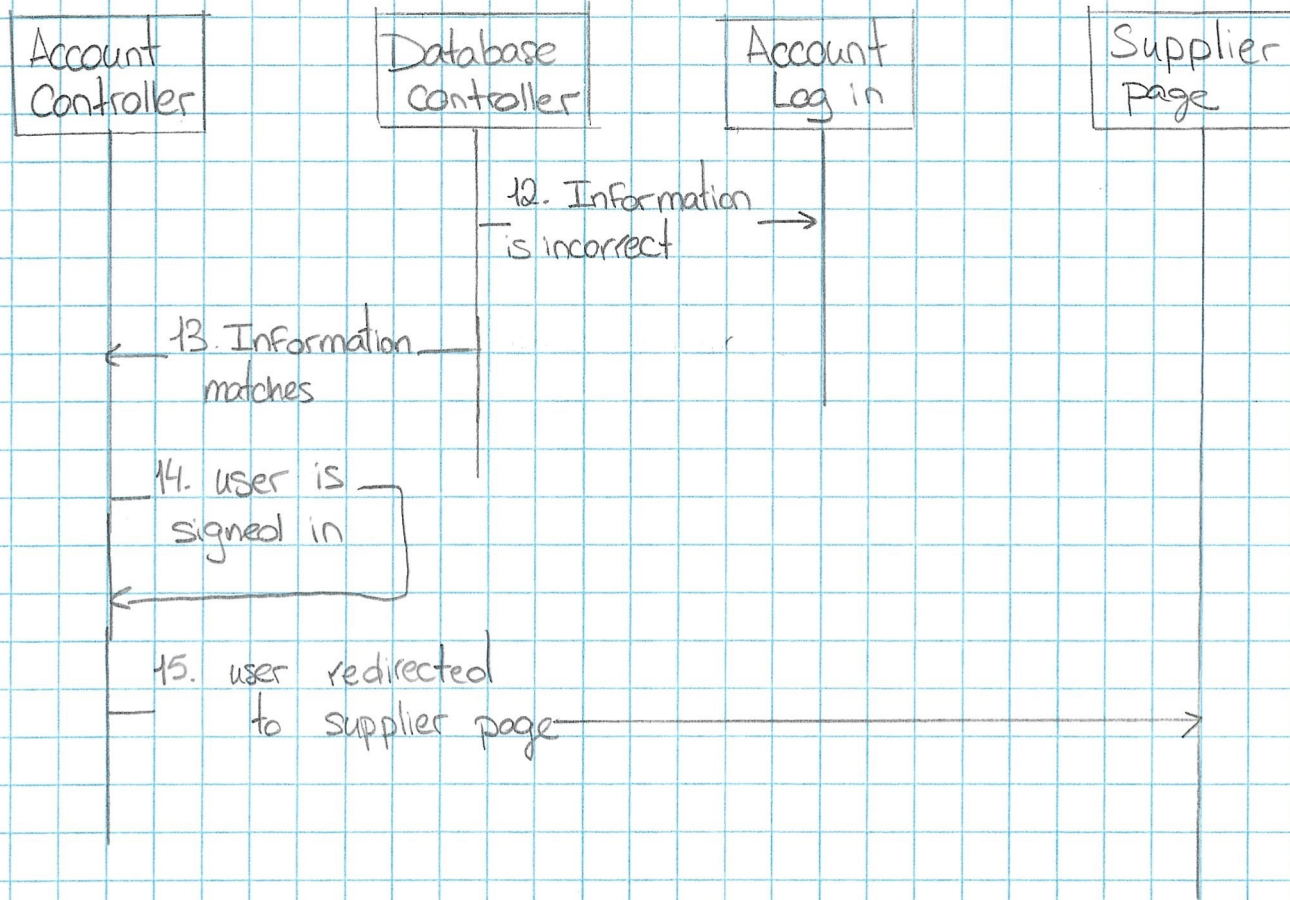 Account
Controller
Database
controller
Account
Log in
Supplier
page
12. Information
is incorrect
13. Information
matches
14. user is
signed in
15. user redirected
to supplier page